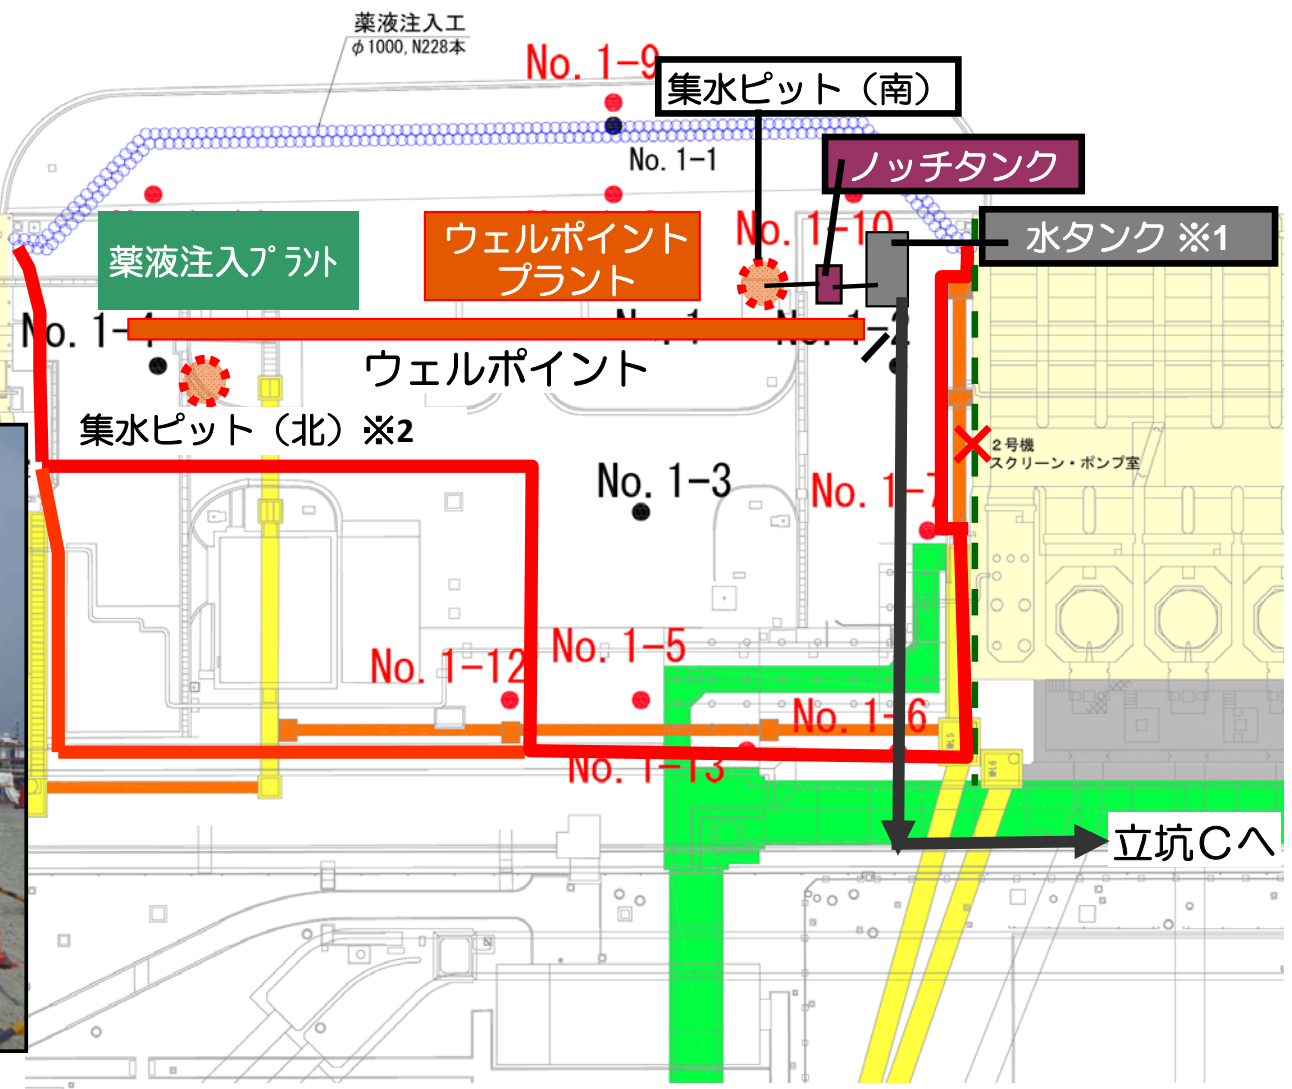 薬液注入工
φ1000, N228本
No. 1-9
集水ピット（南）
No. 1-1
ノッチタンク
No. 1-10
水タンク ※1
薬液注入プラント
ウェルポイント
プラント
No. 1-4
No. 1-2
ウェルポイント
集水ピット（北）※2
２号機
スクリーン・ポンプ室
No. 1-3
No. 1-7
No. 1-5
No. 1-12
No. 1-6
No. 1-13
立坑Cへ